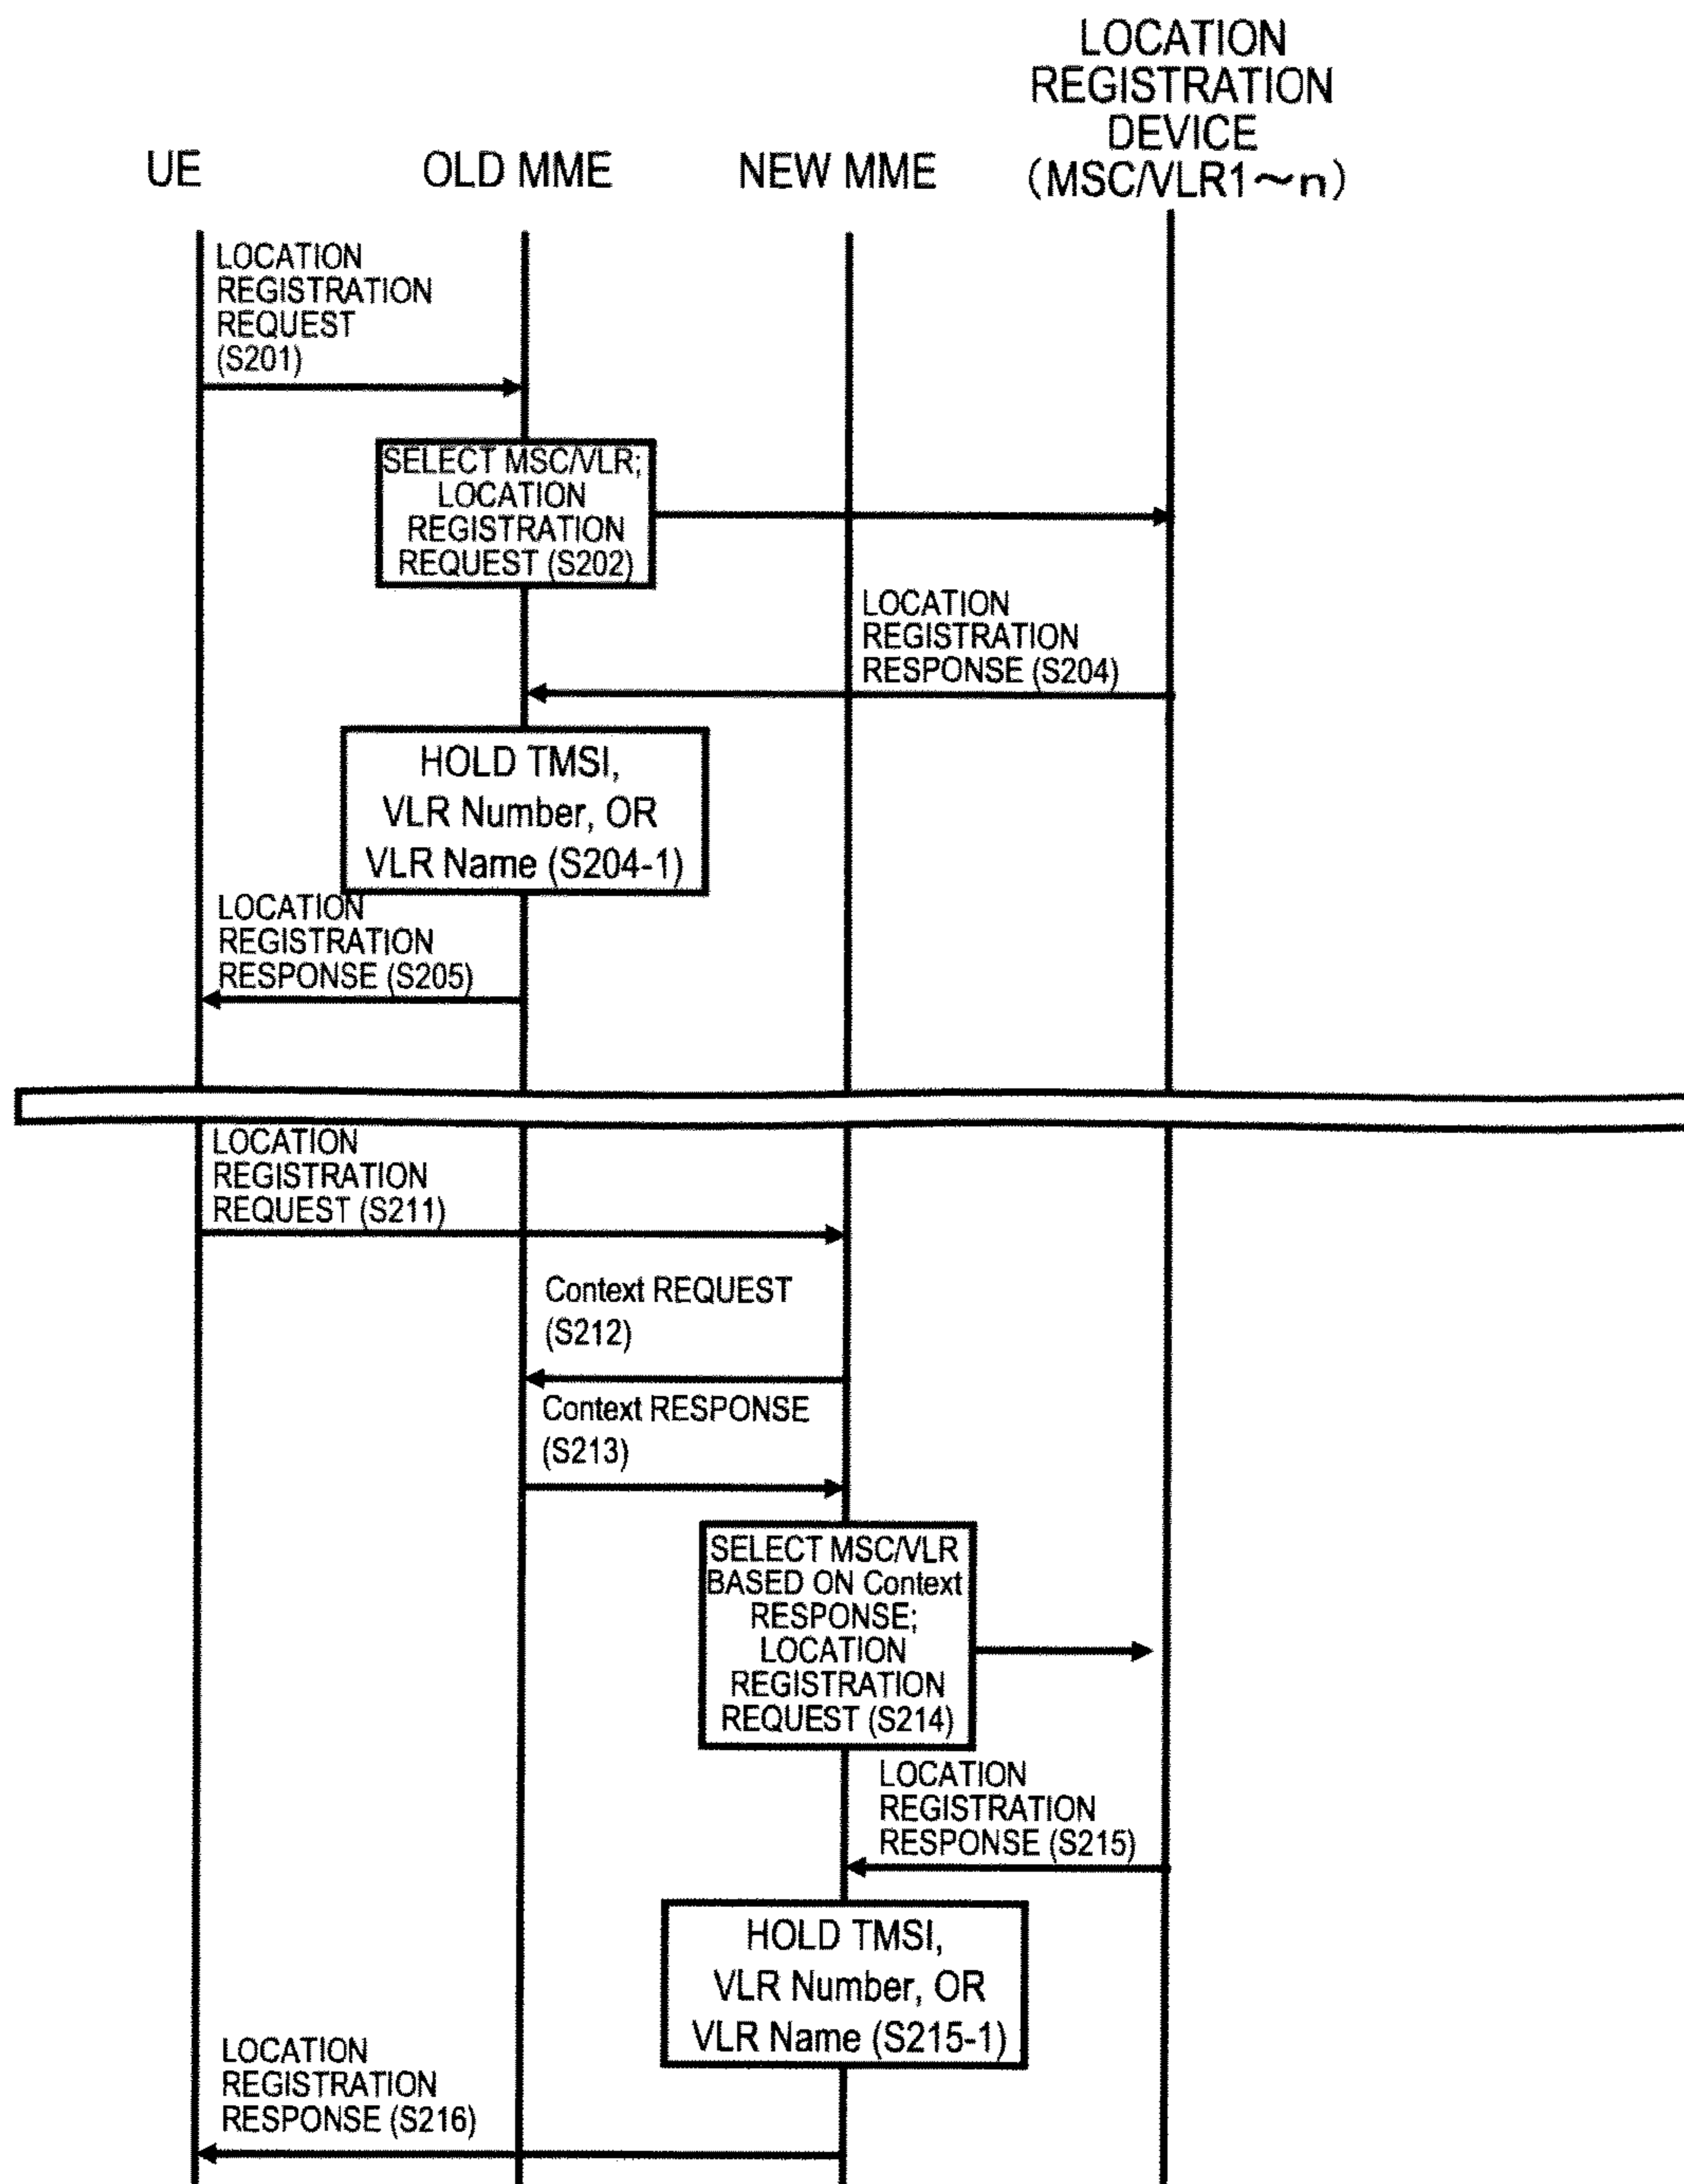 LOCATION
REGISTRATION
DEVICE
(MSC/VLR1～n)
UE
OLD MME
NEW MME
LOCATION
REGISTRATION
REQUEST
(S201)
SELECT MSC/VLR;
LOCATION
REGISTRATION
REQUEST (S202)
LOCATION
REGISTRATION
RESPONSE (S204)
HOLD TMSI,
VLR Number, OR
VLR Name (S204-1)
LOCATION
REGISTRATION
RESPONSE (S205)
LOCATION
REGISTRATION
REQUEST (S211)
Context REQUEST
(S212)
Context RESPONSE
(S213)
SELECT MSC/VLR
BASED ON Context
RESPONSE;
LOCATION
REGISTRATION
REQUEST (S214)
LOCATION
REGISTRATION
RESPONSE (S215)
HOLD TMSI,
VLR Number, OR
VLR Name (S215-1)
LOCATION
REGISTRATION
RESPONSE (S216)